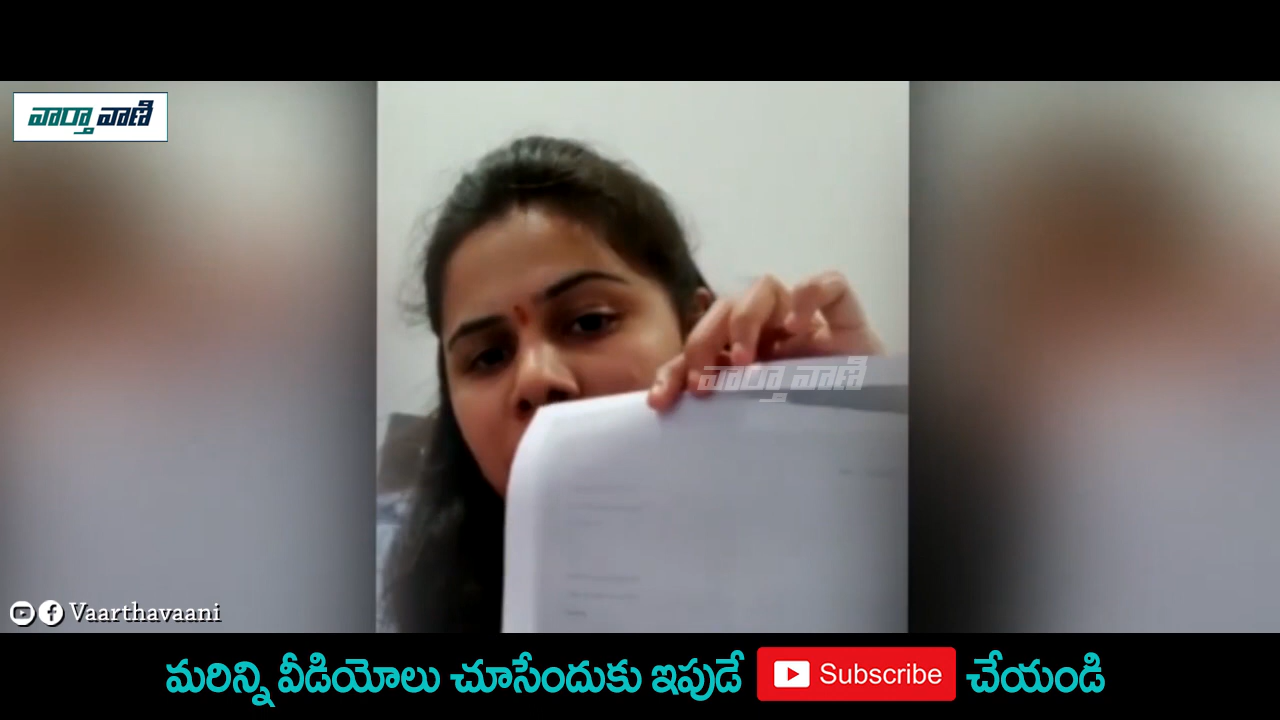 వార్తా వాణి
వార్తా వాణి
Vaarthavaani
మరిన్ని వీడియోలు చూసేందుకు ఇపుడే Subscribe చేయండి